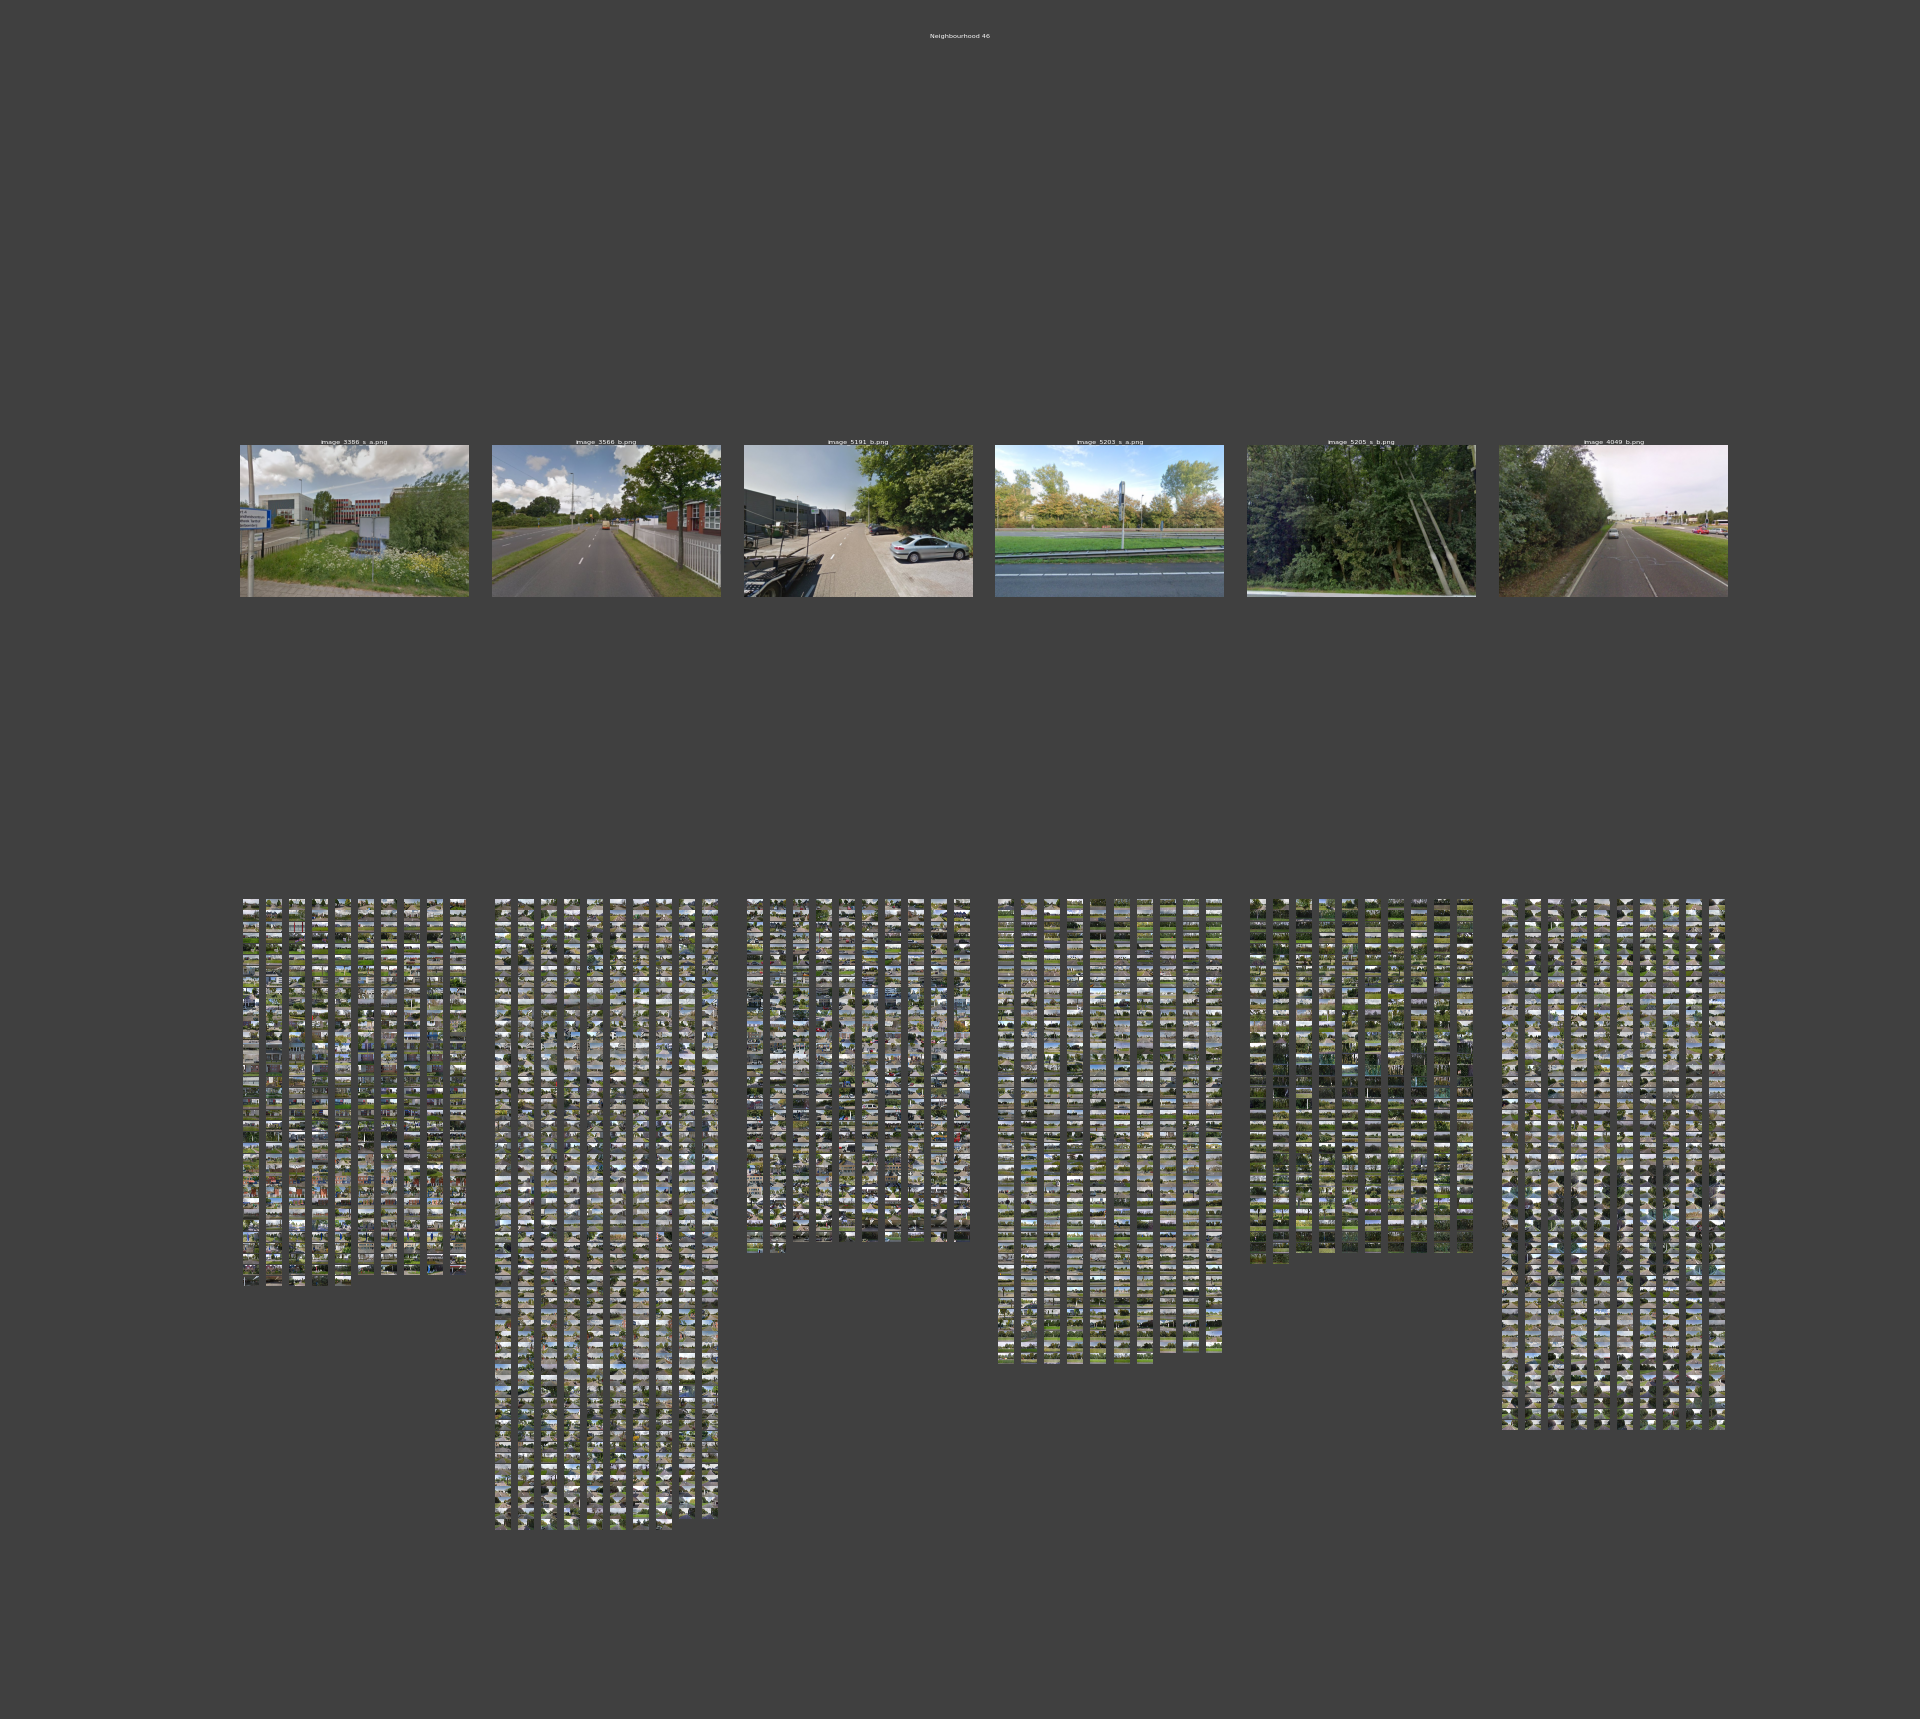 Neighbourhood 46
image_3386_s_a.png
image_3566_b.png
image_5191_b.png
image_5203_s_a.png
image_5205_s_b.png
image_4049_b.png